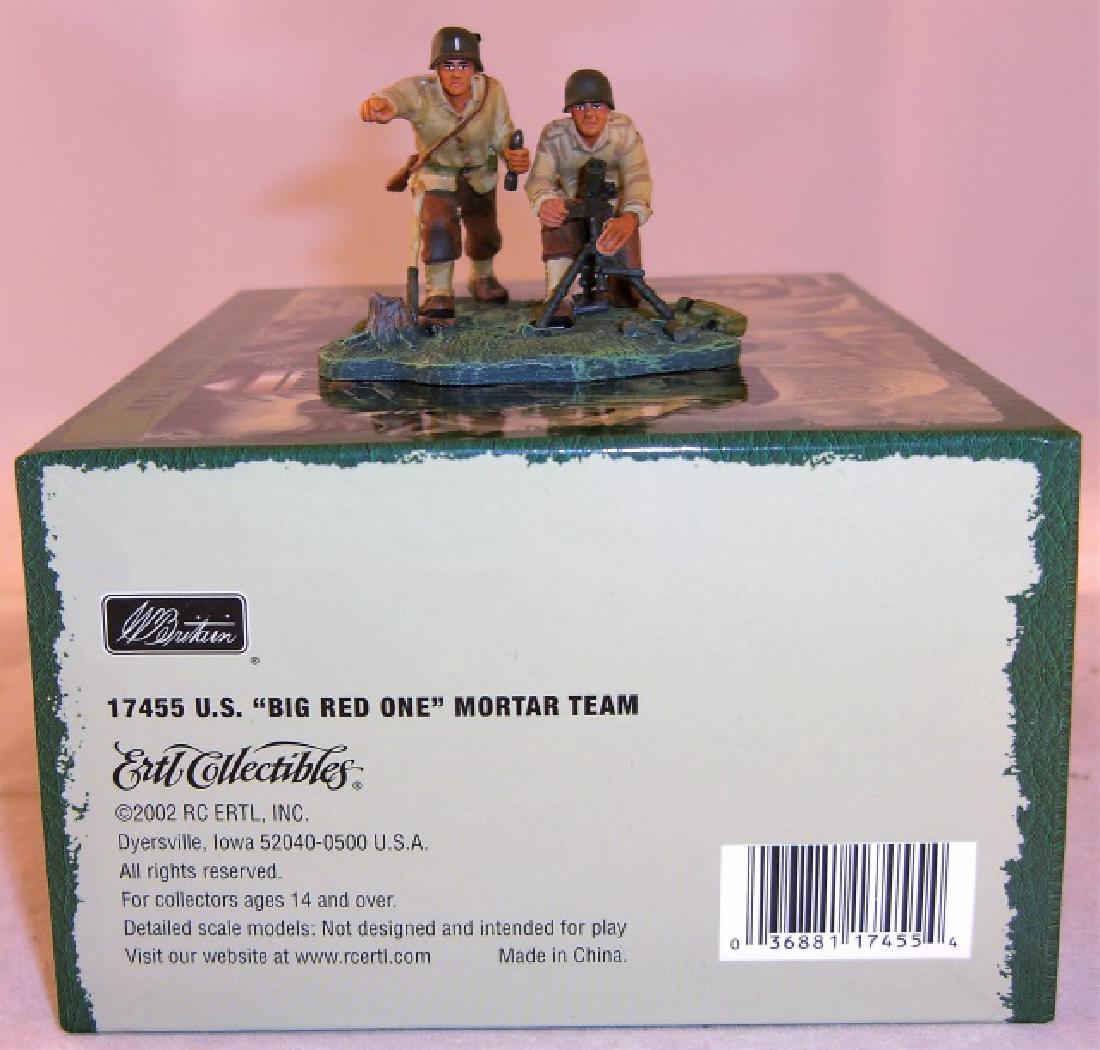 W Britain ®
17455 U.S. “BIG RED ONE” MORTAR TEAM
Ertl Collectibles®
©2002 RC ERTL, INC.
Dyersville, Iowa 52040-0500 U.S.A.
All rights reserved.
For collectors ages 14 and over.
Detailed scale models: Not designed and intended for play
Visit our website at www.rcertl.com Made in China.
0 36881 17455 4